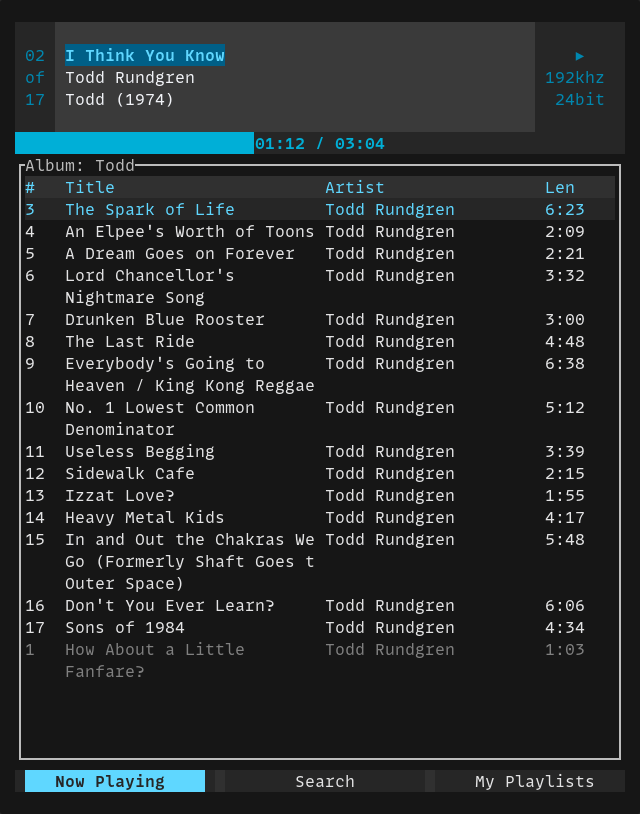 02 I Think You Know ▶
of Todd Rundgren 192khz
17 Todd (1974) 24bit
01:12 / 03:04
Album: Todd
# Title Artist Len
3 The Spark of Life Todd Rundgren 6:23
4 An Elpee's Worth of Toons Todd Rundgren 2:09
5 A Dream Goes on Forever Todd Rundgren 2:21
6 Lord Chancellor's Todd Rundgren 3:32
Nightmare Song
7 Drunken Blue Rooster Todd Rundgren 3:00
8 The Last Ride Todd Rundgren 4:48
9 Everybody's Going to Todd Rundgren 6:38
Heaven / King Kong Reggae
10 No. 1 Lowest Common Todd Rundgren 5:12
Denominator
11 Useless Begging Todd Rundgren 3:39
12 Sidewalk Cafe Todd Rundgren 2:15
13 Izzat Love? Todd Rundgren 1:55
14 Heavy Metal Kids Todd Rundgren 4:17
15 In and Out the Chakras We Todd Rundgren 5:48
Go (Formerly Shaft Goes t
Outer Space)
16 Don't You Ever Learn? Todd Rundgren 6:06
17 Sons of 1984 Todd Rundgren 4:34
1 How About a Little Todd Rundgren 1:03
Fanfare?
Now Playing Search My Playlists